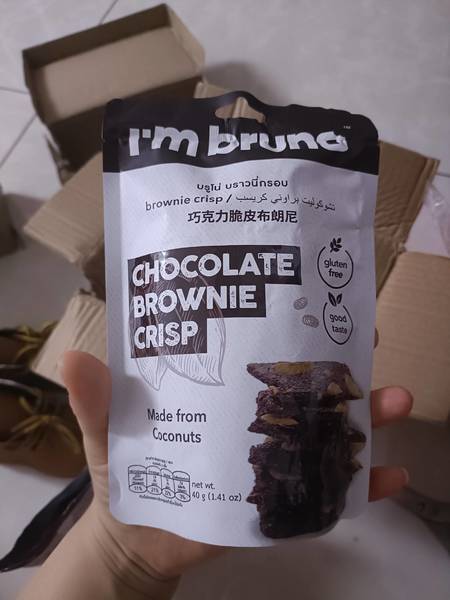 I'm bruno
™
บรูโน่ บราวนี่กรอบ
brownie crisp / تشوكوليت براوني كريسب
巧克力脆皮布朗尼
CHOCOLATE
BROWNIE
CRISP
gluten
free
good
taste
Made from
Coconuts
net wt.
40 g (1.41 oz)